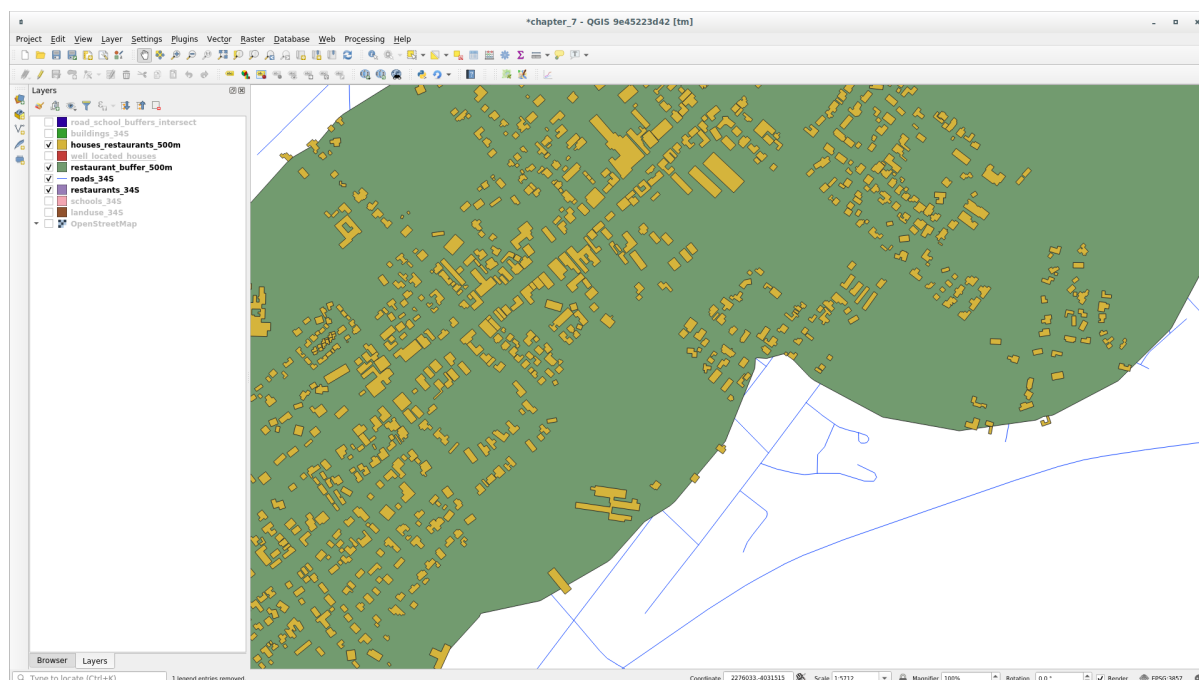 *chapter_7 - QGIS 9e45223d42 [tm]
Project Edit View Layer Settings Plugins Vector Raster Database Web Processing Help
Layers
road_school_buffers_intersect
buildings_34S
houses_restaurants_500m
well_located_houses
restaurant_buffer_500m
roads_34S
restaurants_34S
schools_34S
landuse_34S
OpenStreetMap
Browser Layers
Type to locate (Ctrl+K) 1 legend entries removed Coordinate 2276033,-4031515 Scale 1:5712 Magnifier 100% Rotation 0.0 ° Render EPSG:3857